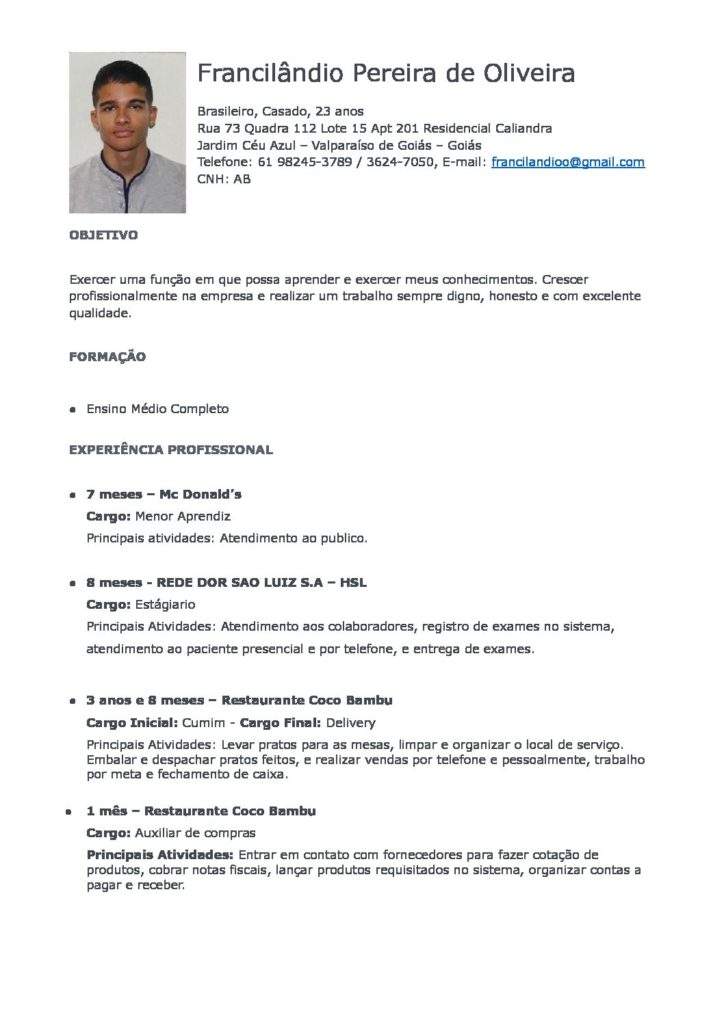 Francilândio Pereira de Oliveira
Brasileiro, Casado, 23 anos
Rua 73 Quadra 112 Lote 15 Apt 201 Residencial Caliandra
Jardim Céu Azul – Valparaíso de Goiás – Goiás
Telefone: 61 98245-3789 / 3624-7050, E-mail: francilandioo@gmail.com
CNH: AB
OBJETIVO
Exercer uma função em que possa aprender e exercer meus conhecimentos. Crescer
profissionalmente na empresa e realizar um trabalho sempre digno, honesto e com excelente
qualidade.
FORMAÇÃO
• Ensino Médio Completo
EXPERIÊNCIA PROFISSIONAL
• 7 meses – Mc Donald's
Cargo: Menor Aprendiz
Principais atividades: Atendimento ao publico.
• 8 meses - REDE DOR SAO LUIZ S.A – HSL
Cargo: Estágiario
Principais Atividades: Atendimento aos colaboradores, registro de exames no sistema,
atendimento ao paciente presencial e por telefone, e entrega de exames.
• 3 anos e 8 meses – Restaurante Coco Bambu
Cargo Inicial: Cumim - Cargo Final: Delivery
Principais Atividades: Levar pratos para as mesas, limpar e organizar o local de serviço.
Embalar e despachar pratos feitos, e realizar vendas por telefone e pessoalmente, trabalho
por meta e fechamento de caixa.
• 1 mês – Restaurante Coco Bambu
Cargo: Auxiliar de compras
Principais Atividades: Entrar em contato com fornecedores para fazer cotação de
produtos, cobrar notas fiscais, lançar produtos requisitados no sistema, organizar contas a
pagar e receber.